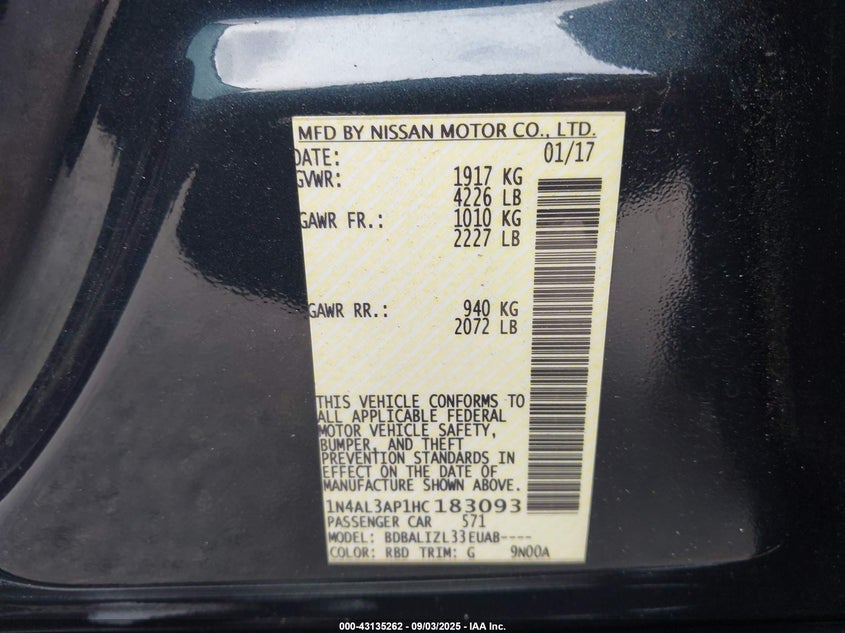 MFD BY NISSAN MOTOR CO., LTD.
DATE: 01/17
GVWR: 1917 KG
4226 LB
GAWR FR.: 1010 KG
2227 LB
GAWR RR.: 940 KG
2072 LB
THIS VEHICLE CONFORMS TO
ALL APPLICABLE FEDERAL
MOTOR VEHICLE SAFETY,
BUMPER, AND THEFT
PREVENTION STANDARDS IN
EFFECT ON THE DATE OF
MANUFACTURE SHOWN ABOVE.
1N4AL3AP1HC183093
PASSENGER CAR 571
MODEL: BDBALIZL33EUAB----
COLOR: RBD TRIM: G 9N00A
000-43135262 - 09/03/2025 - IAA Inc.